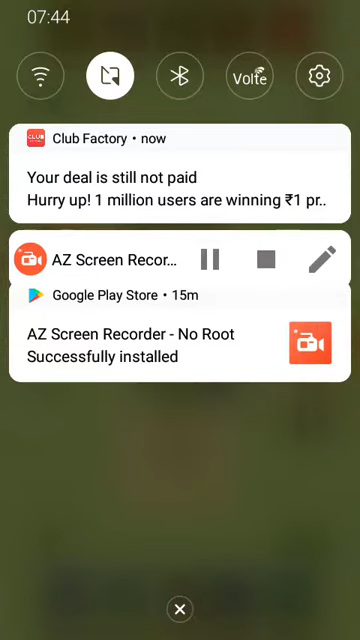 07:44
Volte
CLUB
Club Factory • now
Your deal is still not paid
Hurry up! 1 million users are winning ₹1 pr..
AZ Screen Recor...
Google Play Store • 15m
AZ Screen Recorder - No Root
Successfully installed